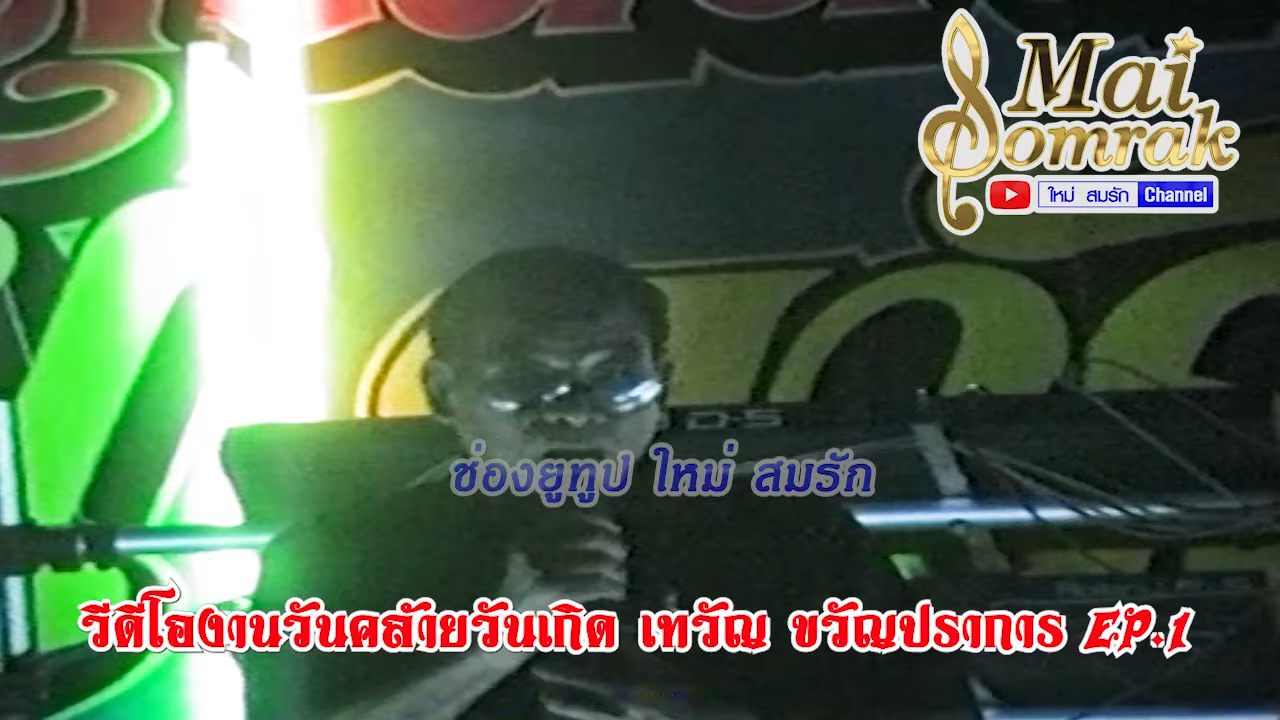 Mai
Somrak
ใหม่ สมรัก Channel
D-5
ช่องยูทูป ใหม่ สมรัก
วีดีโองานวันคล้ายวันเกิด เทวัญ ขวัญปราการ EP.1